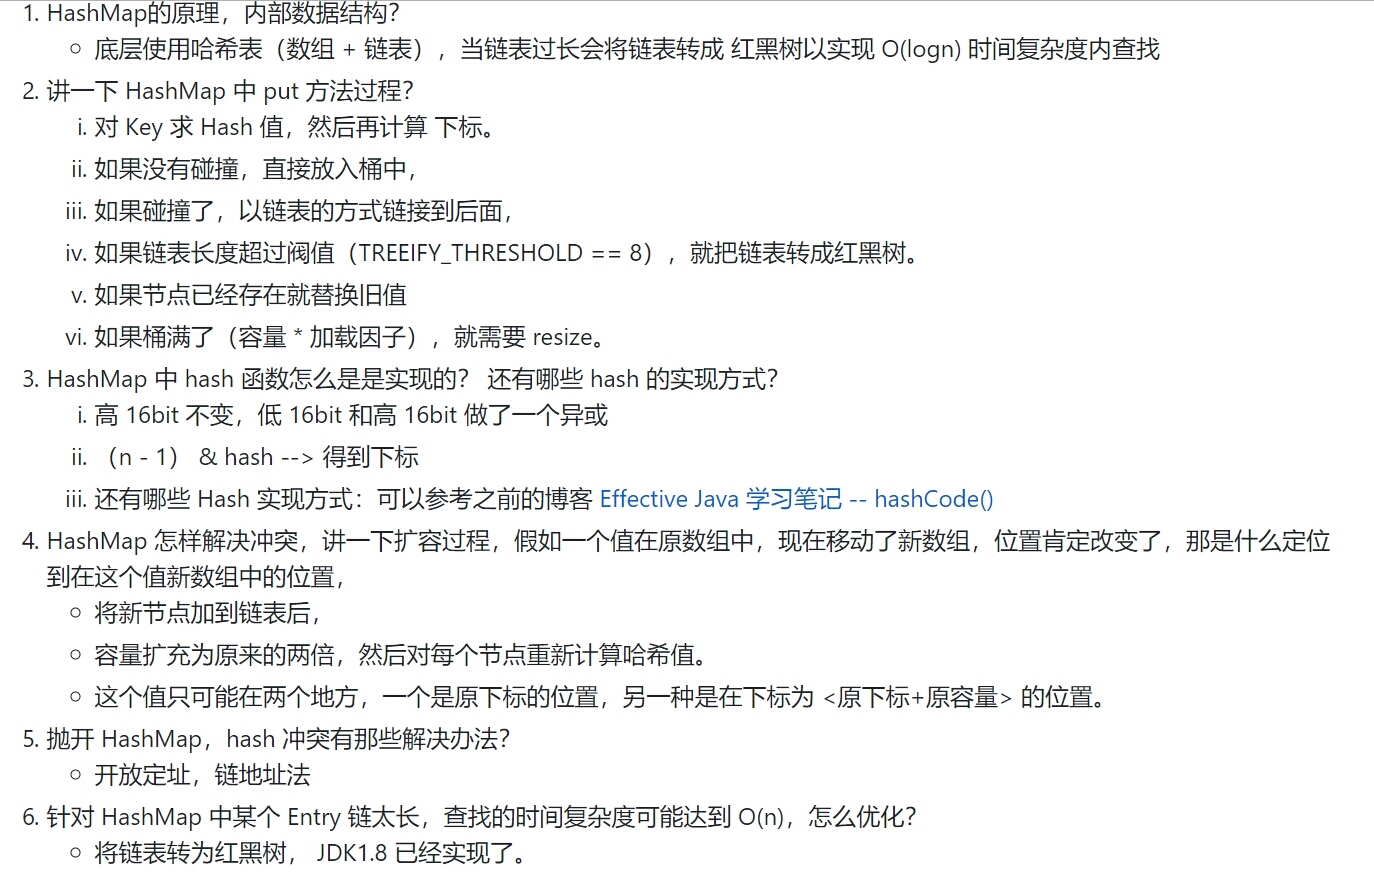 1. HashMap的原理，内部数据结构？
○ 底层使用哈希表（数组 + 链表），当链表过长会将链表转成 红黑树以实现 O(logn) 时间复杂度内查找
2. 讲一下 HashMap 中 put 方法过程？
i. 对 Key 求 Hash 值，然后再计算 下标。
ii. 如果没有碰撞，直接放入桶中，
iii. 如果碰撞了，以链表的方式链接到后面，
iv. 如果链表长度超过阀值（TREEIFY_THRESHOLD == 8），就把链表转成红黑树。
v. 如果节点已经存在就替换旧值
vi. 如果桶满了（容量 * 加载因子），就需要 resize。
3. HashMap 中 hash 函数怎么是是实现的？ 还有哪些 hash 的实现方式？
i. 高 16bit 不变，低 16bit 和高 16bit 做了一个异或
ii. （n - 1） & hash --> 得到下标
iii. 还有哪些 Hash 实现方式：可以参考之前的博客 Effective Java 学习笔记 -- hashCode()
4. HashMap 怎样解决冲突，讲一下扩容过程，假如一个值在原数组中，现在移动了新数组，位置肯定改变了，那是什么定位
到在这个值新数组中的位置，
○ 将新节点加到链表后，
○ 容量扩充为原来的两倍，然后对每个节点重新计算哈希值。
○ 这个值只可能在两个地方，一个是原下标的位置，另一种是在下标为 <原下标+原容量> 的位置。
5. 抛开 HashMap，hash 冲突有那些解决办法？
○ 开放定址，链地址法
6. 针对 HashMap 中某个 Entry 链太长，查找的时间复杂度可能达到 O(n)，怎么优化？
○ 将链表转为红黑树， JDK1.8 已经实现了。